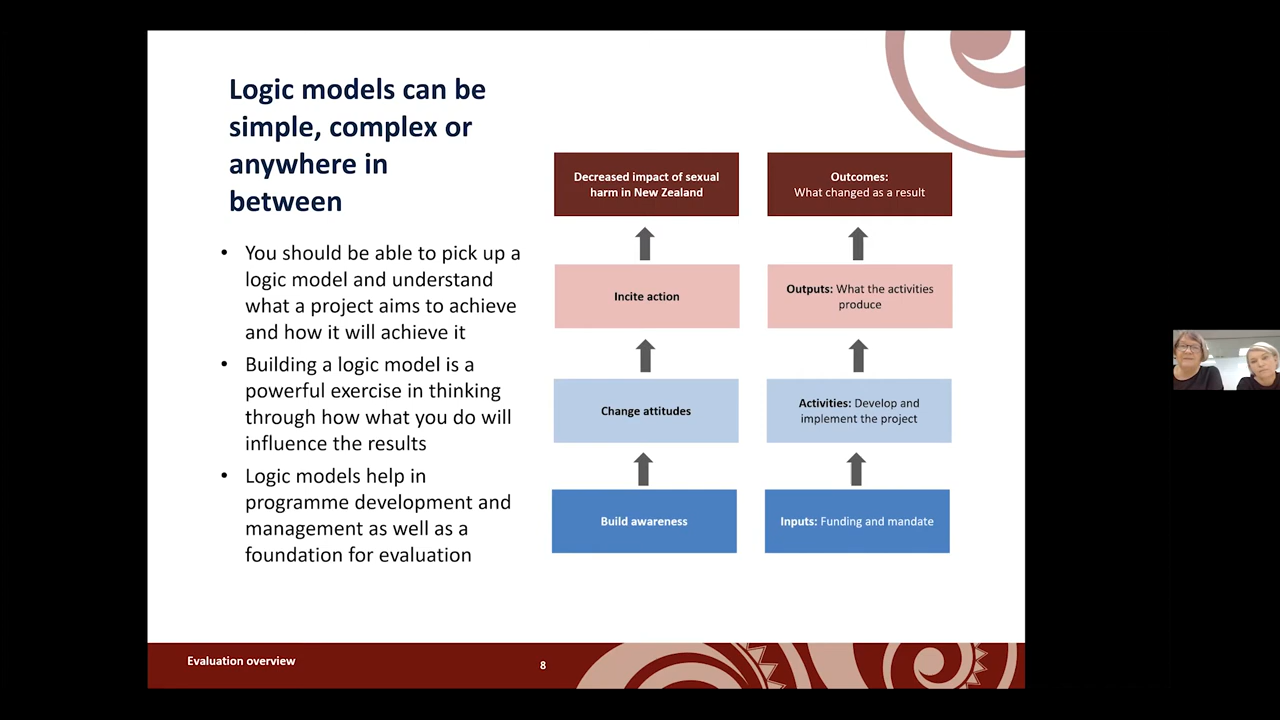 Logic models can be
simple, complex or
anywhere in
between
• You should be able to pick up a
logic model and understand
what a project aims to achieve
and how it will achieve it
• Building a logic model is a
powerful exercise in thinking
through how what you do will
influence the results
• Logic models help in
programme development and
management as well as a
foundation for evaluation
Decreased impact of sexual
harm in New Zealand
Incite action
Change attitudes
Build awareness
Outcomes:
What changed as a result
Outputs: What the activities
produce
Activities: Develop and
implement the project
Inputs: Funding and mandate
Evaluation overview
8